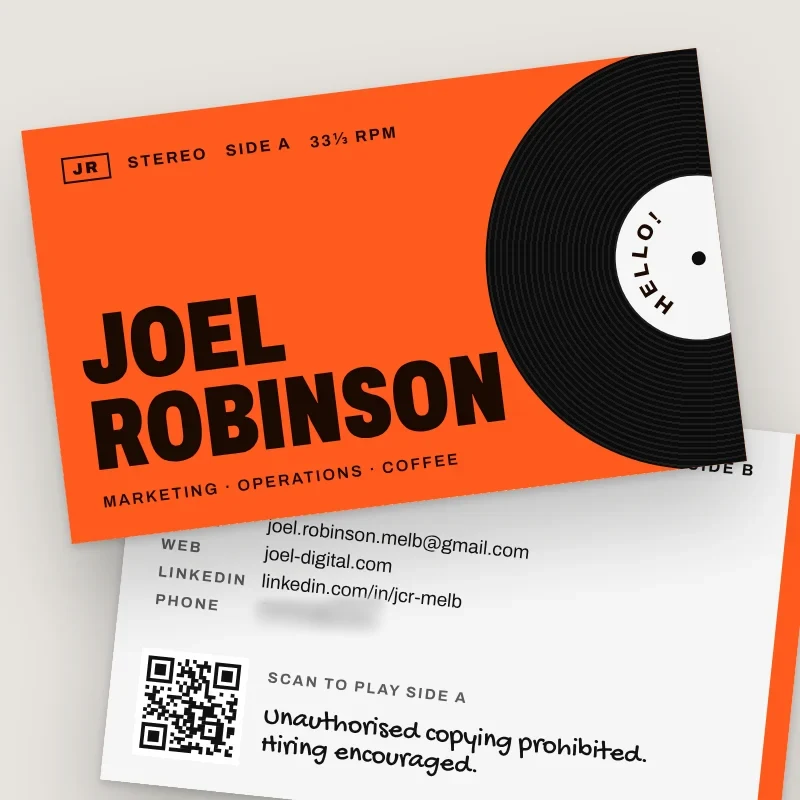 JR STEREO SIDE A 33⅓ RPM
HELLO!
JOEL
ROBINSON
MARKETING · OPERATIONS · COFFEE
SIDE B
joel.robinson.melb@gmail.com
WEB joel-digital.com
LINKEDIN linkedin.com/in/jcr-melb
PHONE
SCAN TO PLAY SIDE A
Unauthorised copying prohibited.
Hiring encouraged.